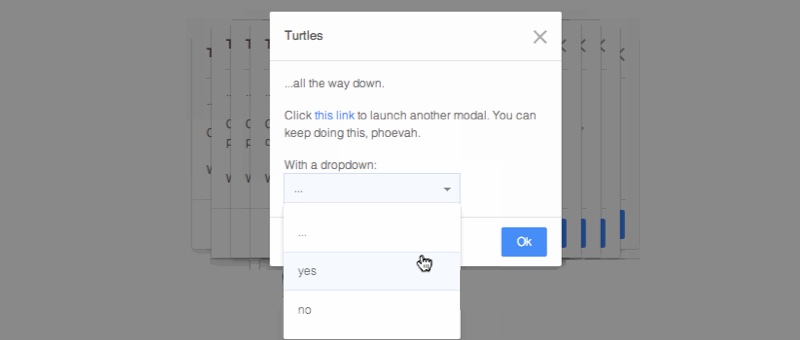 Turtles
...all the way down.
Click this link to launch another modal. You can
keep doing this, phoevah.
With a dropdown:
...
...
Ok
yes
no